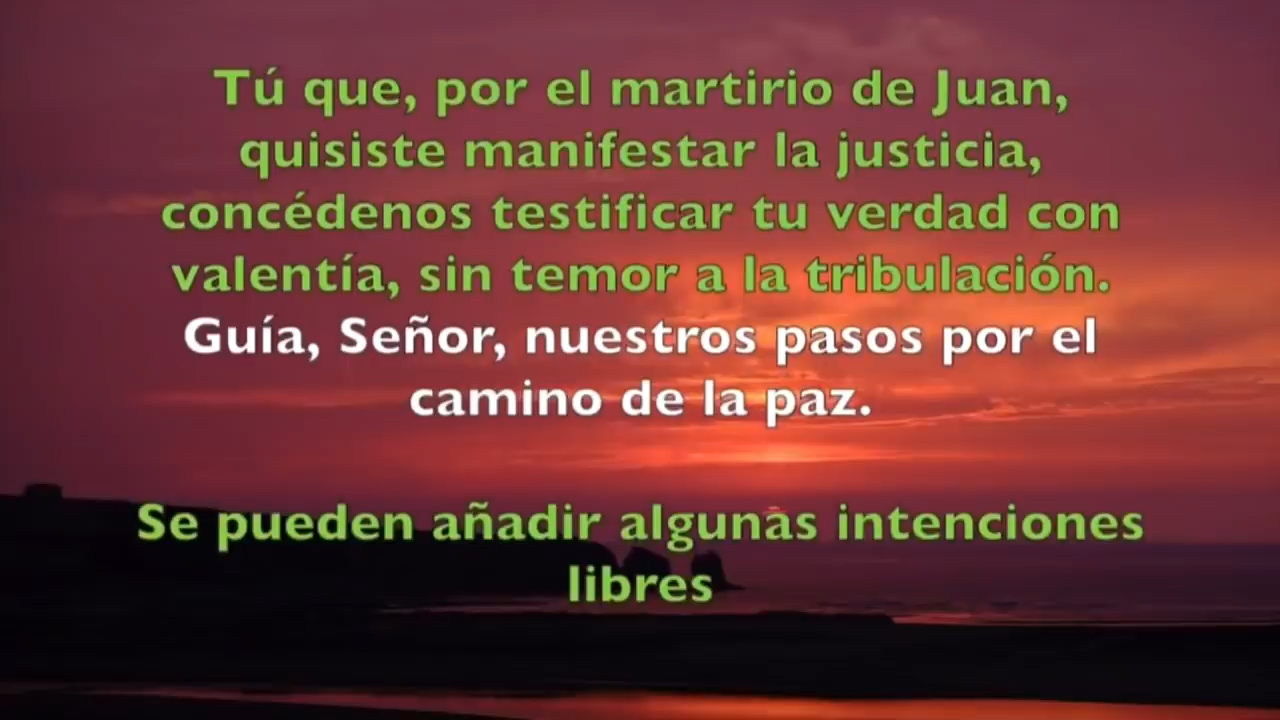 Tú que, por el martirio de Juan,
quisiste manifestar la justicia,
concédenos testificar tu verdad con
valentía, sin temor a la tribulación.
Guía, Señor, nuestros pasos por el
camino de la paz.
Se pueden añadir algunas intenciones
libres